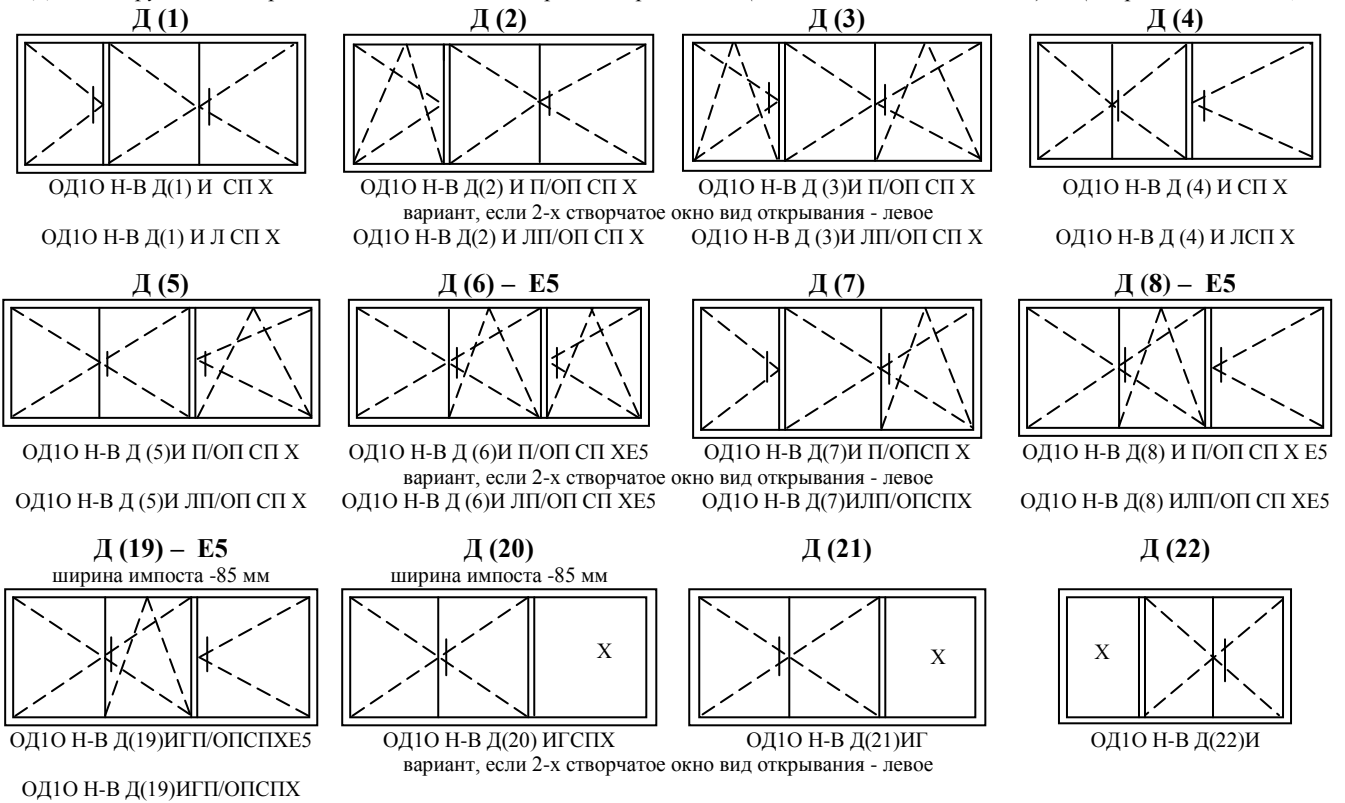 Д (1) Д (2) Д (3) Д (4)
ОД1О Н-В Д(1) И СП Х ОД1О Н-В Д(2) И П/ОП СП Х ОД1О Н-В Д (3)И П/ОП СП Х ОД1О Н-В Д (4) И СП Х
вариант, если 2-х створчатое окно вид открывания - левое
ОД1О Н-В Д(1) И Л СП Х ОД1О Н-В Д(2) И ЛП/ОП СП Х ОД1О Н-В Д (3)И ЛП/ОП СП Х ОД1О Н-В Д (4) И ЛСП Х
Д (5) Д (6) – Е5 Д (7) Д (8) – Е5
ОД1О Н-В Д (5)И П/ОП СП Х ОД1О Н-В Д (6)И П/ОП СП ХЕ5 ОД1О Н-В Д(7)И П/ОПСП Х ОД1О Н-В Д(8) И П/ОП СП Х Е5
вариант, если 2-х створчатое окно вид открывания - левое
ОД1О Н-В Д (5)И ЛП/ОП СП Х ОД1О Н-В Д (6)И ЛП/ОП СП ХЕ5 ОД1О Н-В Д(7)ИЛП/ОПСПХ ОД1О Н-В Д(8) ИЛП/ОП СП ХЕ5
Д (19) – Е5 Д (20) Д (21) Д (22)
ширина импоста -85 мм ширина импоста -85 мм
Х Х Х
ОД1О Н-В Д(19)ИГП/ОПСПХЕ5 ОД1О Н-В Д(20) ИГСПХ ОД1О Н-В Д(21)ИГ ОД1О Н-В Д(22)И
вариант, если 2-х створчатое окно вид открывания - левое
ОД1О Н-В Д(19)ИГП/ОПСПХ